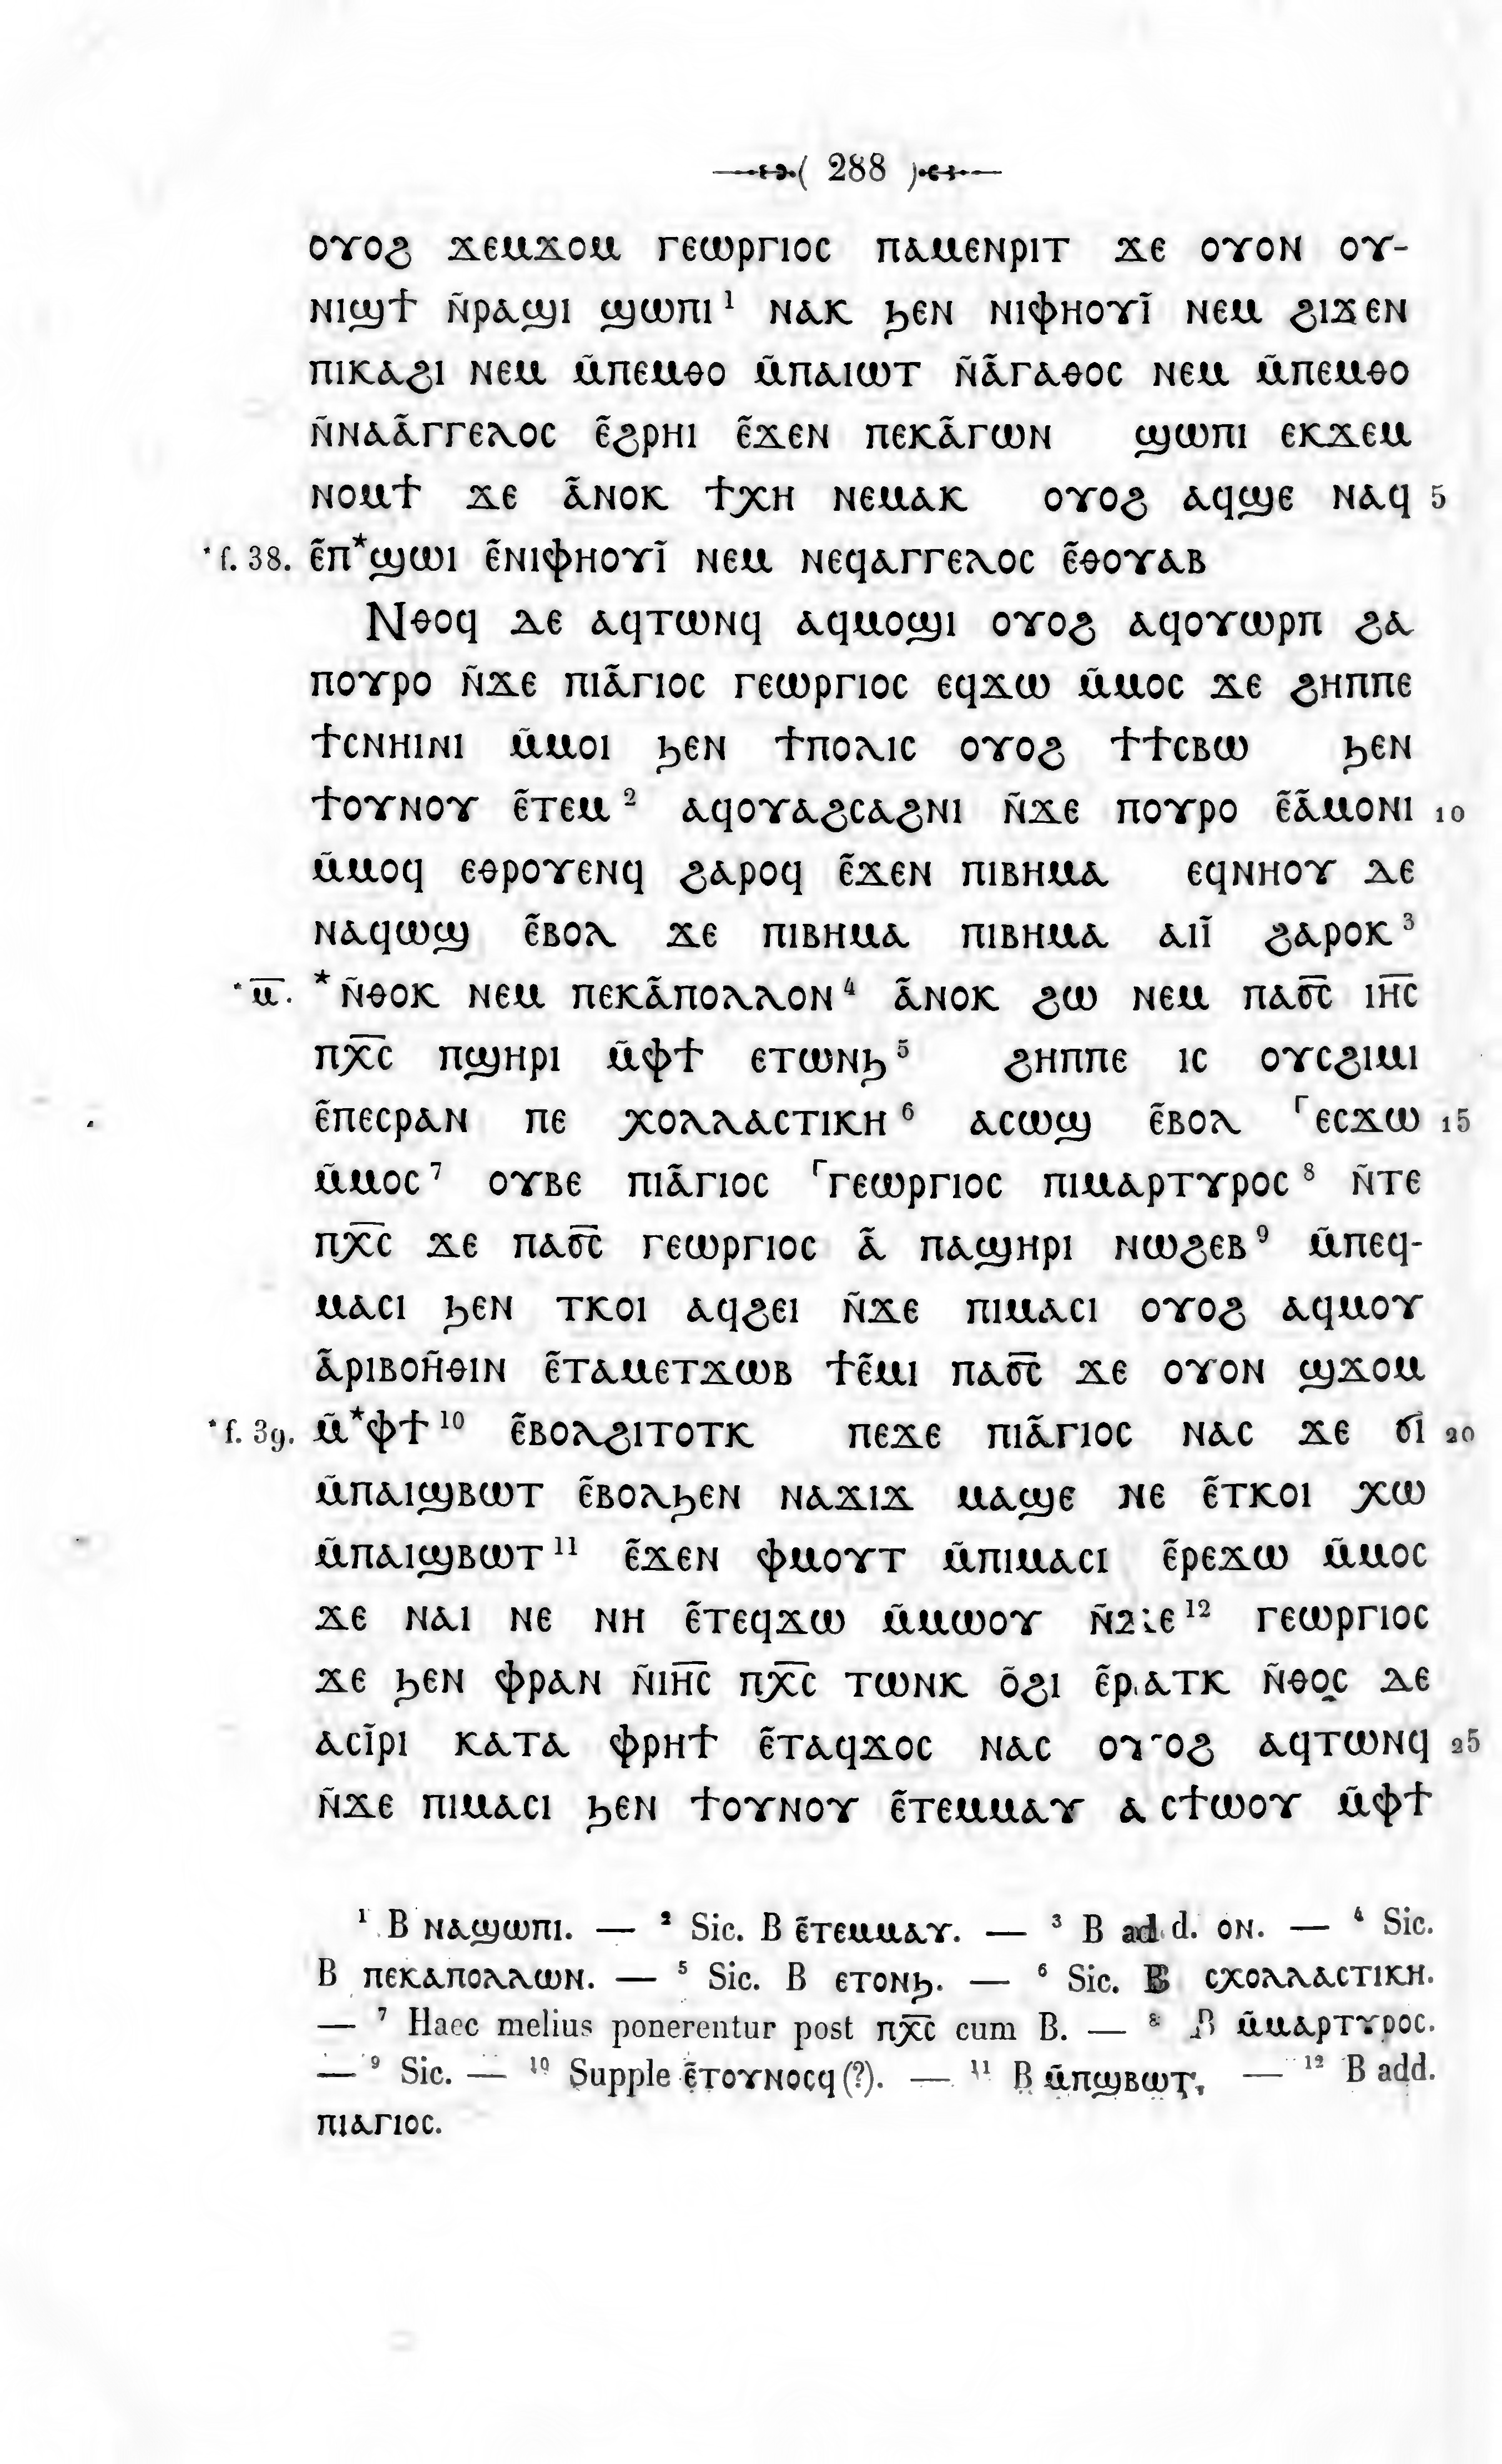 ( 288 )
ⲟⲩⲟϩ ϫⲉⲙϫⲟⲙ ⲅⲉⲱⲣⲅⲓⲟⲥ ⲡⲁⲙⲉⲛⲣⲓⲧ ϫⲉ ⲟⲩⲟⲛ ⲟⲩ-
ⲛⲓϣϯ ⲛ̀ⲣⲁϣⲓ ϣⲱⲡⲓ ¹ ⲛⲁⲕ ϧⲉⲛ ⲛⲓⲫⲏⲟⲩⲓ̀ ⲛⲉⲙ ϩⲓϫⲉⲛ
ⲡⲓⲕⲁϩⲓ ⲛⲉⲙ ⲙ̀ⲡⲉⲙⲑⲟ ⲙ̀ⲡⲁⲓⲱⲧ ⲛ̀ⲁ̀ⲅⲁⲑⲟⲥ ⲛⲉⲙ ⲙ̀ⲡⲉⲙⲑⲟ
ⲛ̀ⲛⲁⲁ̀ⲅⲅⲉⲗⲟⲥ ⲉ̀ϩⲣⲏⲓ ⲉ̀ϫⲉⲛ ⲡⲉⲕⲁ̀ⲅⲱⲛ ϣⲱⲡⲓ ⲉⲕϫⲉⲙ
ⲛⲟⲙϯ ϫⲉ ⲁ̀ⲛⲟⲕ ϯⲭⲏ ⲛⲉⲙⲁⲕ ⲟⲩⲟϩ ⲁϥϣⲉ ⲛⲁϥ 5
* f. 38. ⲉ̀ⲡ*ϣⲱⲓ ⲉ̀ⲛⲓⲫⲏⲟⲩⲓ̀ ⲛⲉⲙ ⲛⲉϥⲁⲅⲅⲉⲗⲟⲥ ⲉ̀ⲑⲟⲩⲁⲃ
Ⲛⲑⲟϥ ⲇⲉ ⲁϥⲧⲱⲛϥ ⲁϥⲙⲟϣⲓ ⲟⲩⲟϩ ⲁϥⲟⲩⲱⲣⲡ ϩⲁ
ⲡⲟⲩⲣⲟ ⲛ̀ϫⲉ ⲡⲓⲁ̀ⲅⲓⲟⲥ ⲅⲉⲱⲣⲅⲓⲟⲥ ⲉϥϫⲱ ⲙ̀ⲙⲟⲥ ϫⲉ ϩⲏⲡⲡⲉ
ϯⲥⲛⲏⲓⲛⲓ ⲙ̀ⲙⲟⲓ ϧⲉⲛ ϯⲡⲟⲗⲓⲥ ⲟⲩⲟϩ ϯϯⲥⲃⲱ ϧⲉⲛ
ϯⲟⲩⲛⲟⲩ ⲉ̀ⲧⲉⲙ ² ⲁϥⲟⲩⲁϩⲥⲁϩⲛⲓ ⲛ̀ϫⲉ ⲡⲟⲩⲣⲟ ⲉ̀ⲁ̀ⲙⲟⲛⲓ 10
ⲙ̀ⲙⲟϥ ⲉⲑⲣⲟⲩⲉⲛϥ ϩⲁⲣⲟϥ ⲉ̀ϫⲉⲛ ⲡⲓⲃⲏⲙⲁ ⲉϥⲛⲏⲟⲩ ⲇⲉ
ⲛⲁϥⲱϣ ⲉ̀ⲃⲟⲗ ϫⲉ ⲡⲓⲃⲏⲙⲁ ⲡⲓⲃⲏⲙⲁ ⲁⲓⲓ̀ ϩⲁⲣⲟⲕ ³
* ⲙ̅. *ⲛ̀ⲑⲟⲕ ⲛⲉⲙ ⲡⲉⲕⲁ̀ⲡⲟⲗⲗⲟⲛ ⁴ ⲁ̀ⲛⲟⲕ ϩⲱ ⲛⲉⲙ ⲡⲁϭ̅ⲥ̅ ⲓⲏ̅ⲥ̅
ⲡⲭ̅ⲥ̅ ⲡϣⲏⲣⲓ ⲙ̀ⲫϯ ⲉⲧⲱⲛϧ ⁵ ϩⲏⲡⲡⲉ ⲓⲥ ⲟⲩⲥϩⲓⲙⲓ
ⲉ̀ⲡⲉⲥⲣⲁⲛ ⲡⲉ ⲭⲟⲗⲗⲁⲥⲧⲓⲕⲏ ⁶ ⲁⲥⲱϣ ⲉ̀ⲃⲟⲗ ⸢ⲉⲥϫⲱ 15
ⲙ̀ⲙⲟⲥ ⁷ ⲟⲩⲃⲉ ⲡⲓⲁ̀ⲅⲓⲟⲥ ⸢ⲅⲉⲱⲣⲅⲓⲟⲥ ⲡⲓⲙⲁⲣⲧⲩⲣⲟⲥ ⁸ ⲛ̀ⲧⲉ
ⲡⲭ̅ⲥ̅ ϫⲉ ⲡⲁϭ̅ⲥ̅ ⲅⲉⲱⲣⲅⲓⲟⲥ ⲁ̀ ⲡⲁϣⲏⲣⲓ ⲛⲱϩⲉⲃ ⁹ ⲙ̀ⲡⲉϥ-
ⲙⲁⲥⲓ ϧⲉⲛ ⲧⲕⲟⲓ ⲁϥϩⲉⲓ ⲛ̀ϫⲉ ⲡⲓⲙⲁⲥⲓ ⲟⲩⲟϩ ⲁϥⲙⲟⲩ
ⲁ̀ⲣⲓⲃⲟⲏ̀ⲑⲓⲛ ⲉ̀ⲧⲁⲙⲉⲧϫⲱⲃ ϯⲉ̀ⲙⲓ ⲡⲁϭ̅ⲥ̅ ϫⲉ ⲟⲩⲟⲛ ϣϫⲟⲙ
* f. 39. ⲙ̀*ⲫϯ ¹⁰ ⲉ̀ⲃⲟⲗϩⲓⲧⲟⲧⲕ ⲡⲉϫⲉ ⲡⲓⲁ̀ⲅⲓⲟⲥ ⲛⲁⲥ ϫⲉ ϭⲓ 20
ⲙ̀ⲡⲁⲓϣⲃⲱⲧ ⲉ̀ⲃⲟⲗϧⲉⲛ ⲛⲁϫⲓϫ ⲙⲁϣⲉ ⲛⲉ ⲉ̀ⲧⲕⲟⲓ ⲭⲱ
ⲙ̀ⲡⲁⲓϣⲃⲱⲧ ¹¹ ⲉ̀ϫⲉⲛ ⲫⲙⲟⲩⲧ ⲙ̀ⲡⲓⲙⲁⲥⲓ ⲉ̀ⲣⲉϫⲱ ⲙ̀ⲙⲟⲥ
ϫⲉ ⲛⲁⲓ ⲛⲉ ⲛⲏ ⲉ̀ⲧⲉϥϫⲱ ⲙ̀ⲙⲱⲟⲩ ⲛ̀ϫⲉ ¹² ⲅⲉⲱⲣⲅⲓⲟⲥ
ϫⲉ ϧⲉⲛ ⲫⲣⲁⲛ ⲛ̀ⲓⲏ̅ⲥ̅ ⲡⲭ̅ⲥ̅ ⲧⲱⲛⲕ ⲟ̀ϩⲓ ⲉ̀ⲣⲁⲧⲕ ⲛ̀ⲑⲟⲥ ⲇⲉ
ⲁⲥⲓ̀ⲣⲓ ⲕⲁⲧⲁ ⲫⲣⲏϯ ⲉ̀ⲧⲁϥϫⲟⲥ ⲛⲁⲥ ⲟⲩⲟϩ ⲁϥⲧⲱⲛϥ 25
ⲛ̀ϫⲉ ⲡⲓⲙⲁⲥⲓ ϧⲉⲛ ϯⲟⲩⲛⲟⲩ ⲉ̀ⲧⲉⲙⲙⲁⲩ ⲁ ⲥϯⲱⲟⲩ ⲙ̀ⲫϯ
¹ B ⲛⲁϣⲱⲡⲓ. — ² Sic. B ⲉ̀ⲧⲉⲙⲙⲁⲩ. — ³ B add. ⲟⲛ. — ⁴ Sic.
B ⲡⲉⲕⲁⲡⲟⲗⲗⲱⲛ. — ⁵ Sic. B ⲉⲧⲟⲛϧ. — ⁶ Sic. B ⲥⲭⲟⲗⲗⲁⲥⲧⲓⲕⲏ.
— ⁷ Haec melius ponerentur post ⲡⲭ̅ⲥ̅ cum B. — ⁸ B ⲙ̀ⲙⲁⲣⲧⲩⲣⲟⲥ.
— ⁹ Sic. — ¹⁰ Supple ⲉ̀ⲧⲟⲩⲛⲟⲥϥ (?). — ¹¹ B ⲙ̀ⲡϣⲃⲱⲧ. — ¹² B add.
ⲡⲓⲁⲅⲓⲟⲥ.